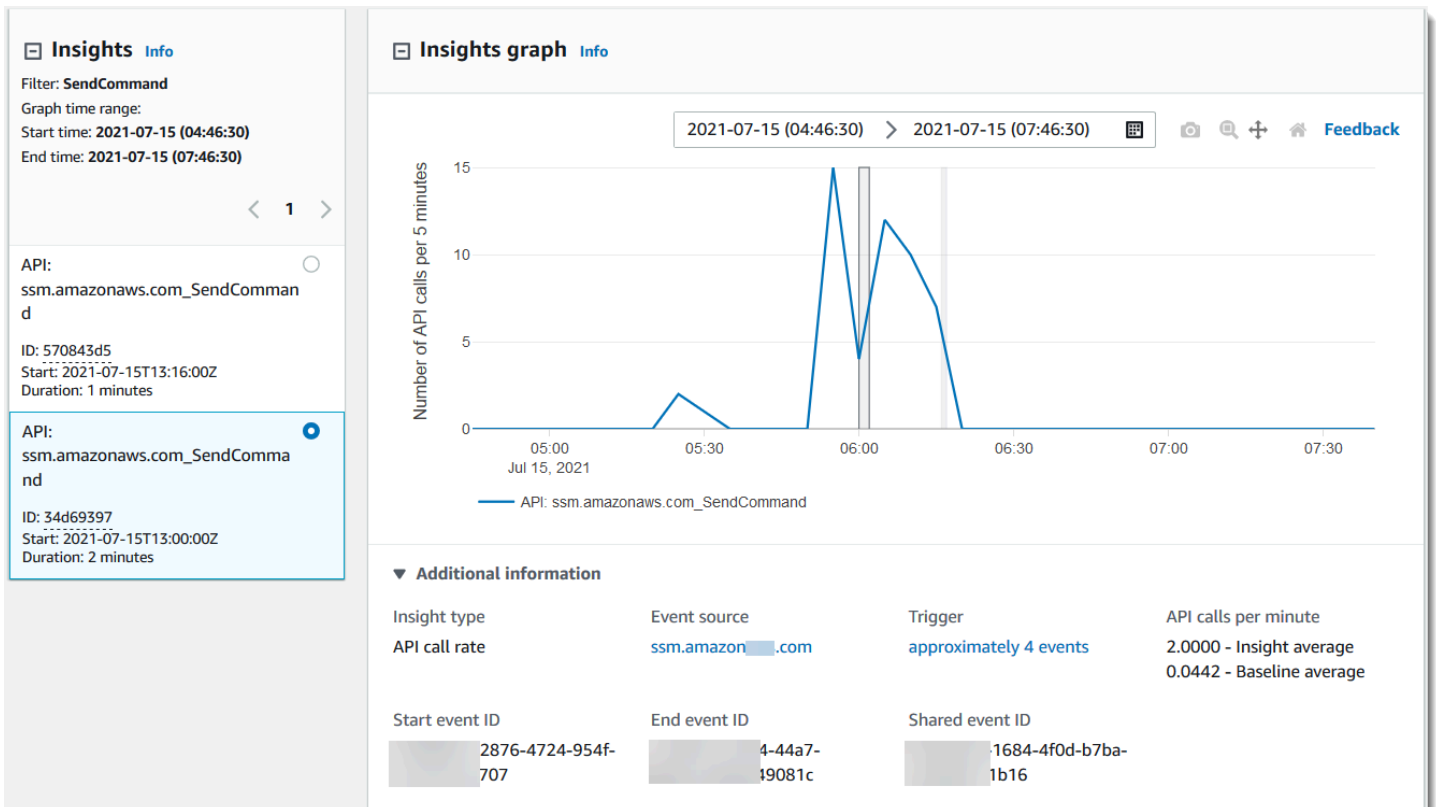 Insights Info
Filter: SendCommand
Graph time range:
Start time: 2021-07-15 (04:46:30)
End time: 2021-07-15 (07:46:30)
1
API:
ssm.amazonaws.com_SendComman
d
ID: 570843d5
Start: 2021-07-15T13:16:00Z
Duration: 1 minutes
API:
ssm.amazonaws.com_SendComma
nd
ID: 34d69397
Start: 2021-07-15T13:00:00Z
Duration: 2 minutes
Insights graph Info
2021-07-15 (04:46:30) > 2021-07-15 (07:46:30)
Feedback
Number of API calls per 5 minutes
15
10
5
0
05:00 05:30 06:00 06:30 07:00 07:30
Jul 15, 2021
API: ssm.amazonaws.com_SendCommand
Additional information
Insight type Event source Trigger API calls per minute
API call rate ssm.amazon .com approximately 4 events 2.0000 - Insight average
0.0442 - Baseline average
Start event ID End event ID Shared event ID
2876-4724-954f- 4-44a7- -1684-4f0d-b7ba-
707 49081c 1b16